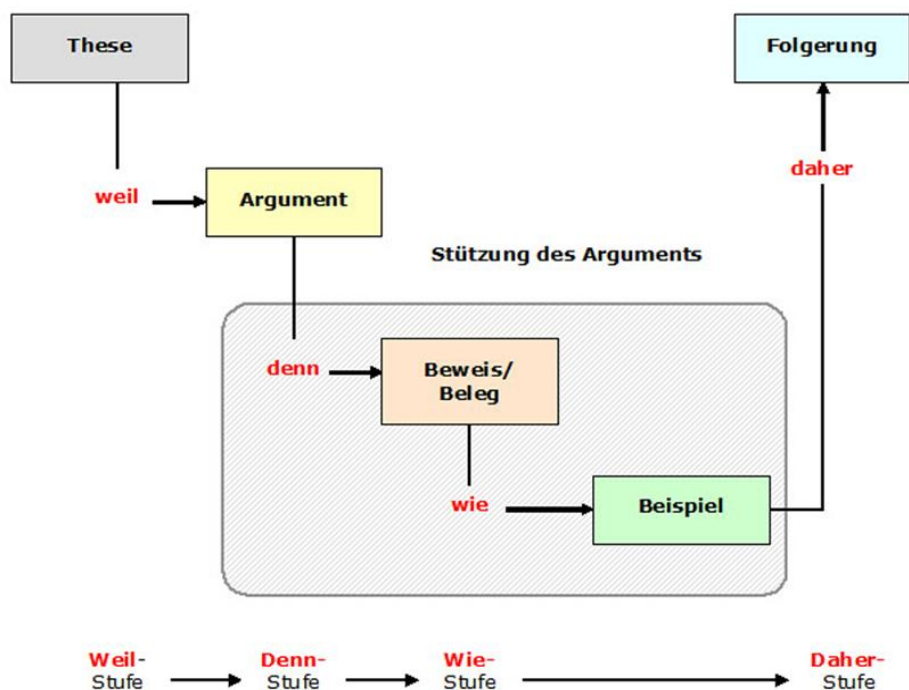 These
Folgerung
weil
Argument
daher
Stützung des Arguments
denn
Beweis/
Beleg
wie
Beispiel
Weil-
Stufe
Denn-
Stufe
Wie-
Stufe
Daher-
Stufe